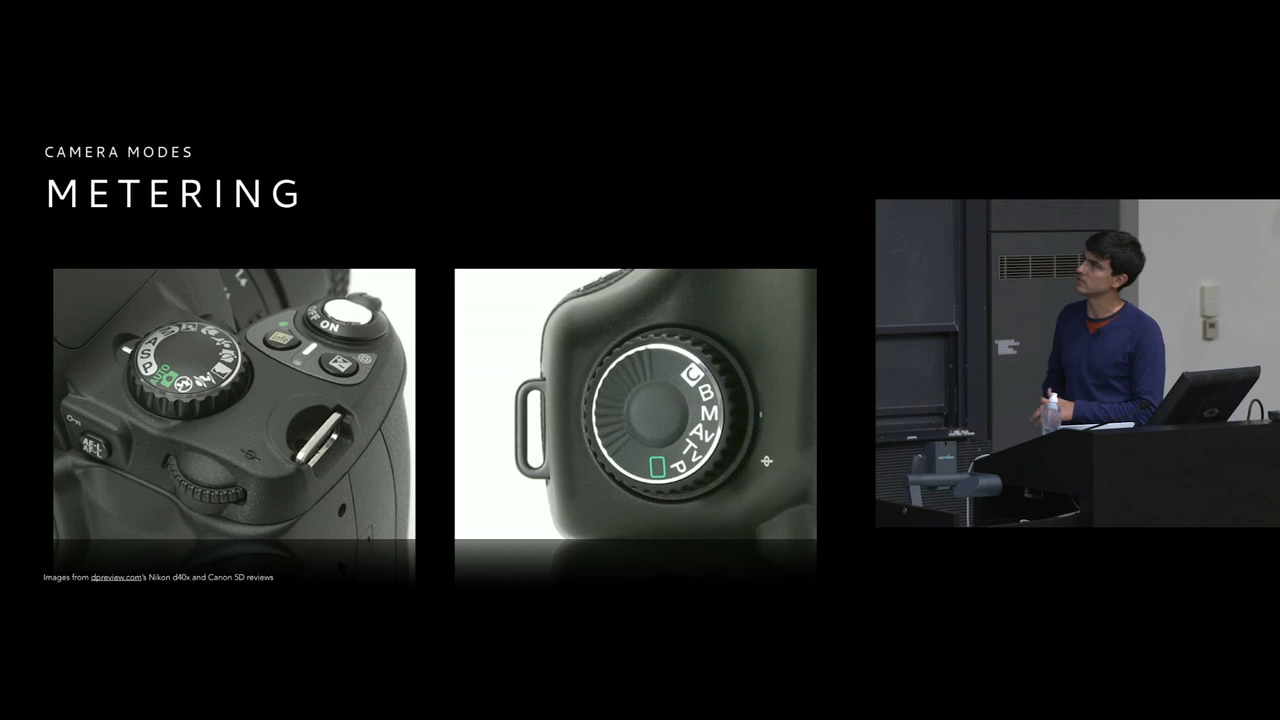 CAMERA MODES
METERING
OFF ON
M
A
S
P
AUTO
AE-L
AF-L
C
B
M
Av
Tv
P
Images from dpreview.com's Nikon d40x and Canon 5D reviews